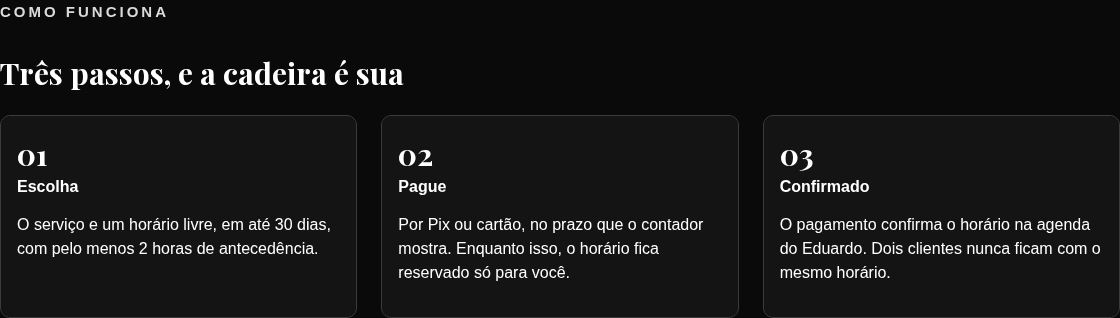 COMO FUNCIONA
Três passos, e a cadeira é sua
01
Escolha
O serviço e um horário livre, em até 30 dias,
com pelo menos 2 horas de antecedência.
02
Pague
Por Pix ou cartão, no prazo que o contador
mostra. Enquanto isso, o horário fica
reservado só para você.
03
Confirmado
O pagamento confirma o horário na agenda
do Eduardo. Dois clientes nunca ficam com o
mesmo horário.